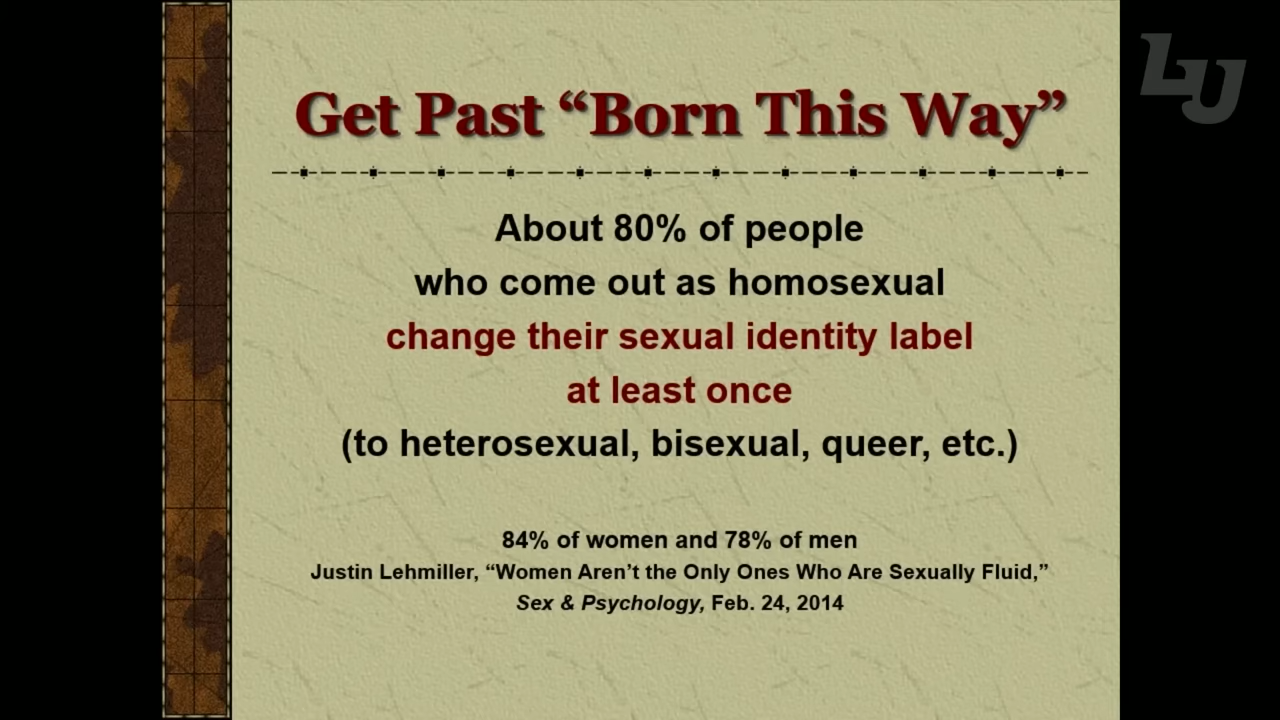 LU
Get Past “Born This Way”
About 80% of people
who come out as homosexual
change their sexual identity label
at least once
(to heterosexual, bisexual, queer, etc.)
84% of women and 78% of men
Justin Lehmiller, “Women Aren’t the Only Ones Who Are Sexually Fluid,”
Sex & Psychology, Feb. 24, 2014